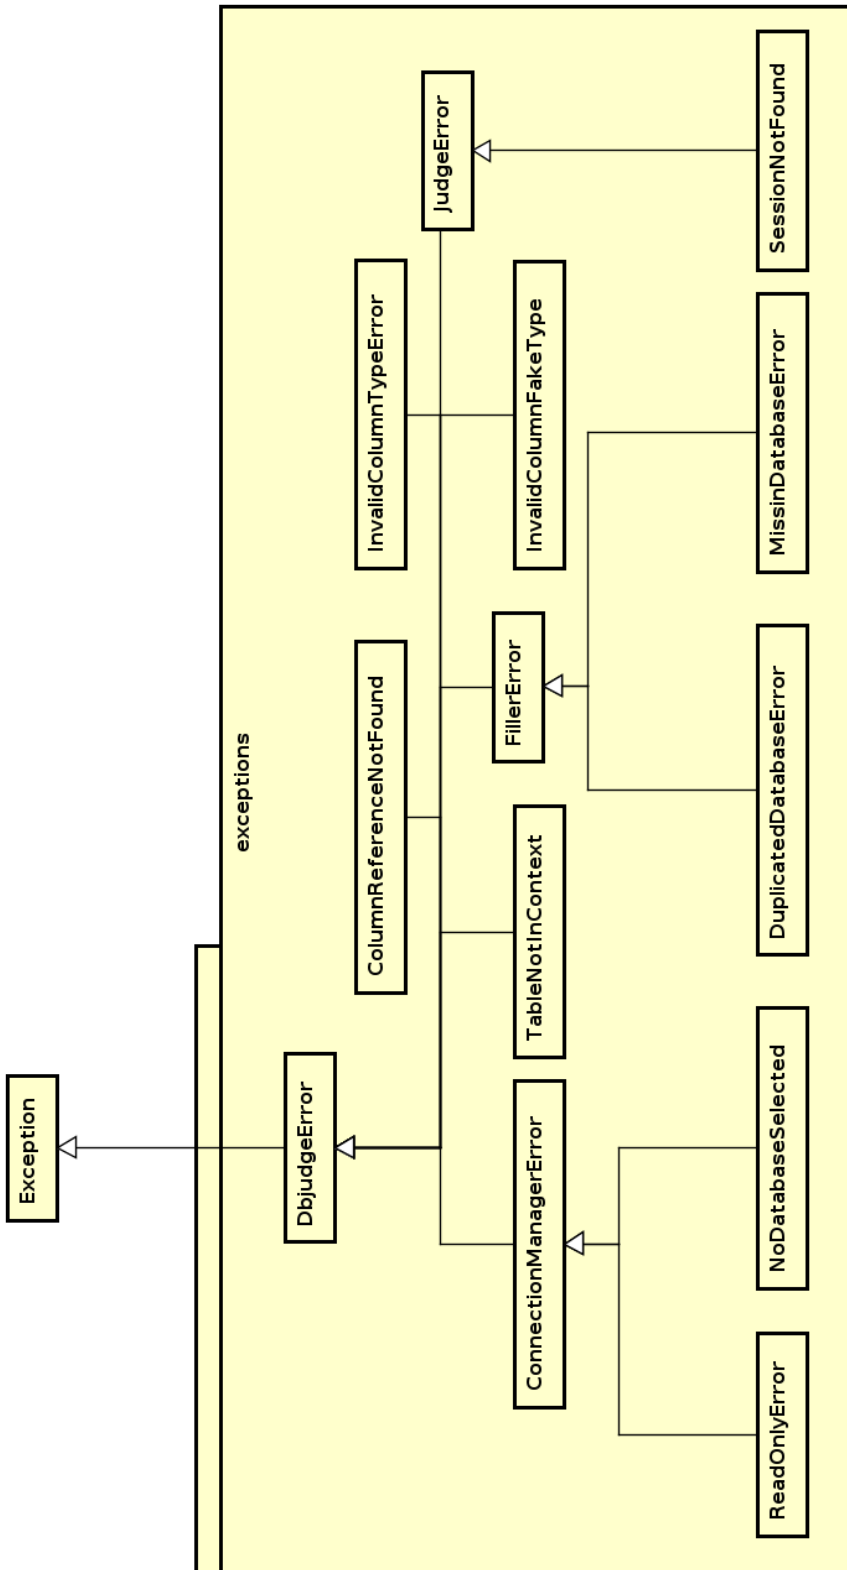 Exception
exceptions
DbjudgeError
ColumnReferenceNotFound
InvalidColumnTypeError
JudgeError
ConnectionManagerError
TableNotInContext
FillerError
InvalidColumnFakeType
ReadOnlyError
NoDatabaseSelected
DuplicatedDatabaseError
MissinDatabaseError
SessionNotFound